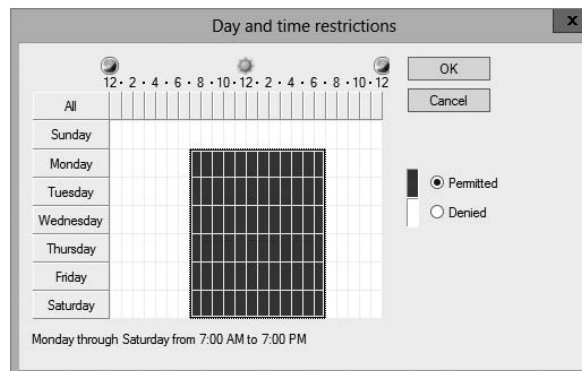 Day and time restrictions
x
12 · 2 · 4 · 6 · 8 · 10 · 12 · 2 · 4 · 6 · 8 · 10 · 12
OK
All
Cancel
Sunday
Monday
Tuesday
Permitted
Wednesday
Denied
Thursday
Friday
Saturday
Monday through Saturday from 7:00 AM to 7:00 PM